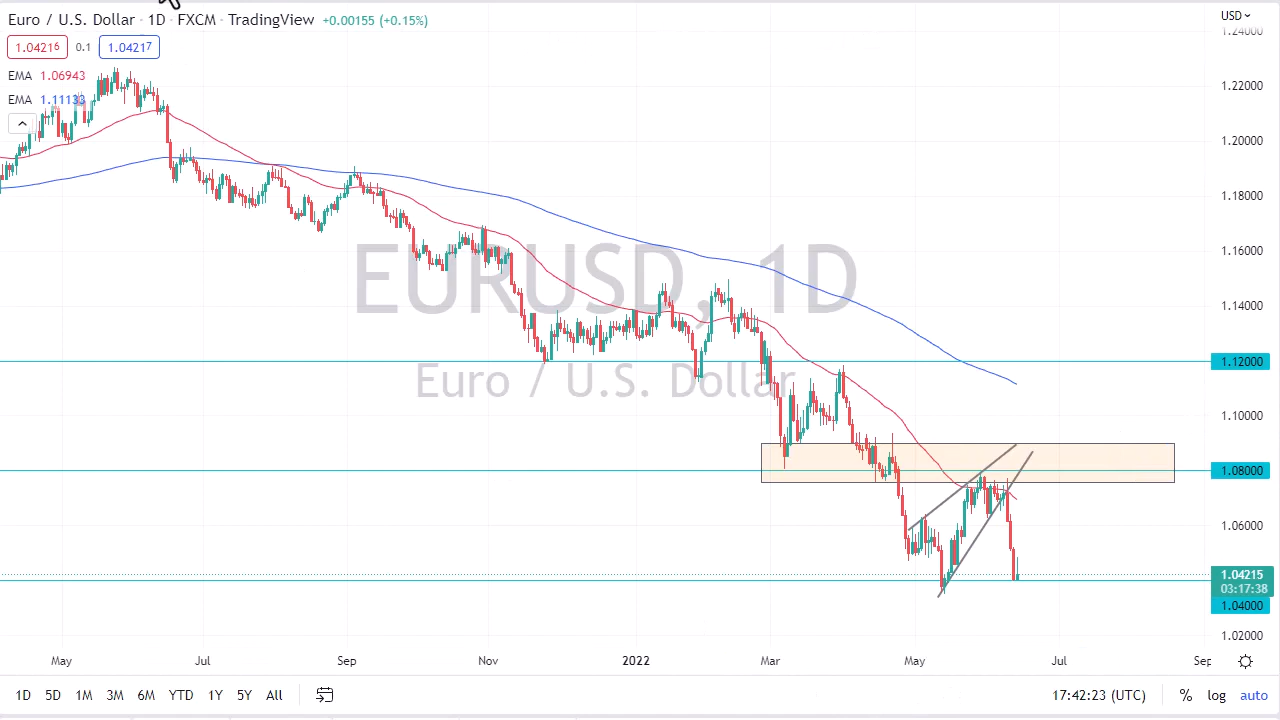 Euro / U.S. Dollar · 1D · FXCM · TradingView +0.00155 (+0.15%)
USD
1.04216 0.1 1.04217
EMA 1.06943
EMA 1.11133
EURUSD, 1D
Euro / U.S. Dollar
1.24000
1.22000
1.20000
1.18000
1.16000
1.14000
1.12000
1.10000
1.08000
1.06000
1.04215
03:17:38
1.04000
1.02000
May Jul Sep Nov 2022 Mar May Jul Sep
1D 5D 1M 3M 6M YTD 1Y 5Y All 17:42:23 (UTC) % log auto